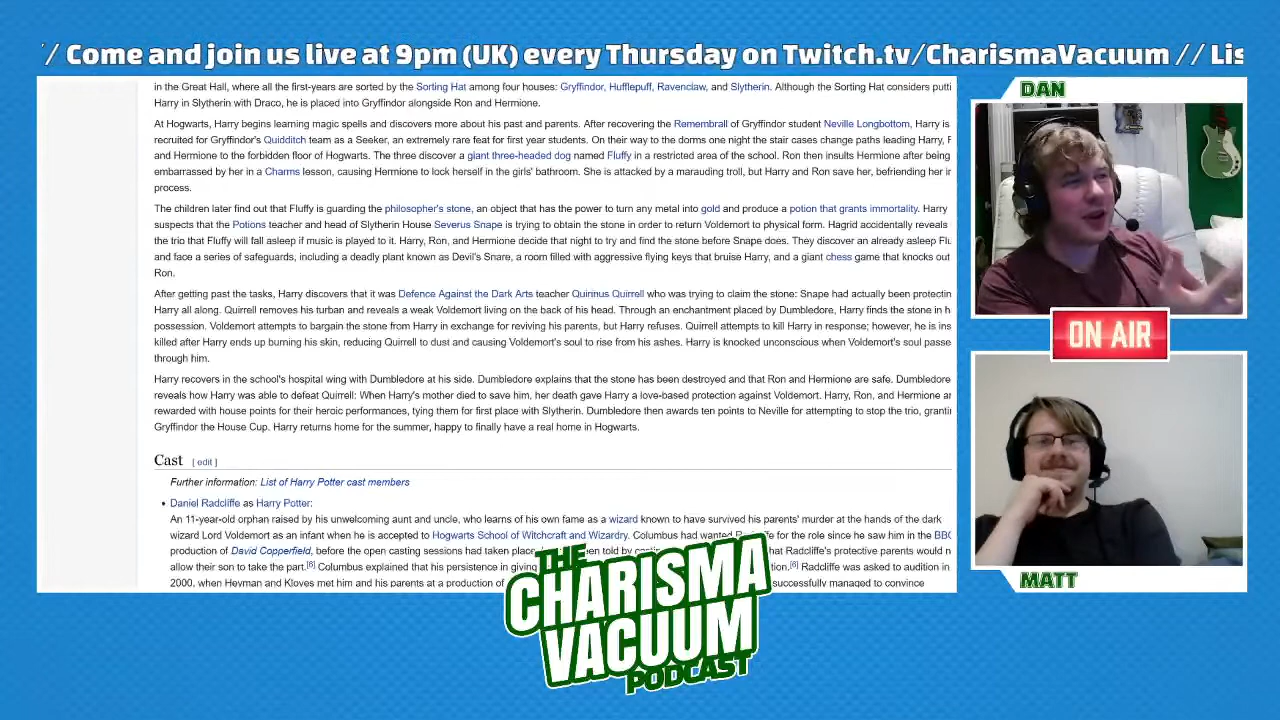 / Come and join us live at 9pm (UK) every Thursday on Twitch.tv/CharismaVacuum // Lis
in the Great Hall, where all the first-years are sorted by the Sorting Hat among four houses: Gryffindor, Hufflepuff, Ravenclaw, and Slytherin. Although the Sorting Hat considers putti
Harry in Slytherin with Draco, he is placed into Gryffindor alongside Ron and Hermione.
At Hogwarts, Harry begins learning magic spells and discovers more about his past and parents. After recovering the Remembrall of Gryffindor student Neville Longbottom, Harry is
recruited for Gryffindor's Quidditch team as a Seeker, an extremely rare feat for first year students. On their way to the dorms one night the stair cases change paths leading Harry, F
and Hermione to the forbidden floor of Hogwarts. The three discover a giant three-headed dog named Fluffy in a restricted area of the school. Ron then insults Hermione after being
embarrassed by her in a Charms lesson, causing Hermione to lock herself in the girls' bathroom. She is attacked by a marauding troll, but Harry and Ron save her, befriending her ir
process.
The children later find out that Fluffy is guarding the philosopher's stone, an object that has the power to turn any metal into gold and produce a potion that grants immortality. Harry
suspects that the Potions teacher and head of Slytherin House Severus Snape is trying to obtain the stone in order to return Voldemort to physical form. Hagrid accidentally reveals
the trio that Fluffy will fall asleep if music is played to it. Harry, Ron, and Hermione decide that night to try and find the stone before Snape does. They discover an already asleep Flu
and face a series of safeguards, including a deadly plant known as Devil's Snare, a room filled with aggressive flying keys that bruise Harry, and a giant chess game that knocks out
Ron.
After getting past the tasks, Harry discovers that it was Defence Against the Dark Arts teacher Quirinus Quirrell who was trying to claim the stone: Snape had actually been protectin
Harry all along. Quirrell removes his turban and reveals a weak Voldemort living on the back of his head. Through an enchantment placed by Dumbledore, Harry finds the stone in h
possession. Voldemort attempts to bargain the stone from Harry in exchange for reviving his parents, but Harry refuses. Quirrell attempts to kill Harry in response; however, he is ins
killed after Harry ends up burning his skin, reducing Quirrell to dust and causing Voldemort's soul to rise from his ashes. Harry is knocked unconscious when Voldemort's soul passe
through him.
Harry recovers in the school's hospital wing with Dumbledore at his side. Dumbledore explains that the stone has been destroyed and that Ron and Hermione are safe. Dumbledore
reveals how Harry was able to defeat Quirrell: When Harry's mother died to save him, her death gave Harry a love-based protection against Voldemort. Harry, Ron, and Hermione ar
rewarded with house points for their heroic performances, tying them for first place with Slytherin. Dumbledore then awards ten points to Neville for attempting to stop the trio, grantir
Gryffindor the House Cup. Harry returns home for the summer, happy to finally have a real home in Hogwarts.
Cast [ edit ]
Further information: List of Harry Potter cast members
• Daniel Radcliffe as Harry Potter:
An 11-year-old orphan raised by his unwelcoming aunt and uncle, who learns of his own fame as a wizard known to have survived his parents' murder at the hands of the dark
wizard Lord Voldemort as an infant when he is accepted to Hogwarts School of Witchcraft and Wizardry. Columbus had wanted for the role since he saw him in the BBC
production of David Copperfield, before the open casting sessions had taken place, been told by that Radcliffe's protective parents would n
allow their son to take the part.[6] Columbus explained that his persistence in giving [6] Radcliffe was asked to audition in
2000, when Heyman and Kloves met him and his parents at a production of successfully managed to convince
DAN
ON AIR
MATT
THE
CHARISMA
VACUUM
PODCAST